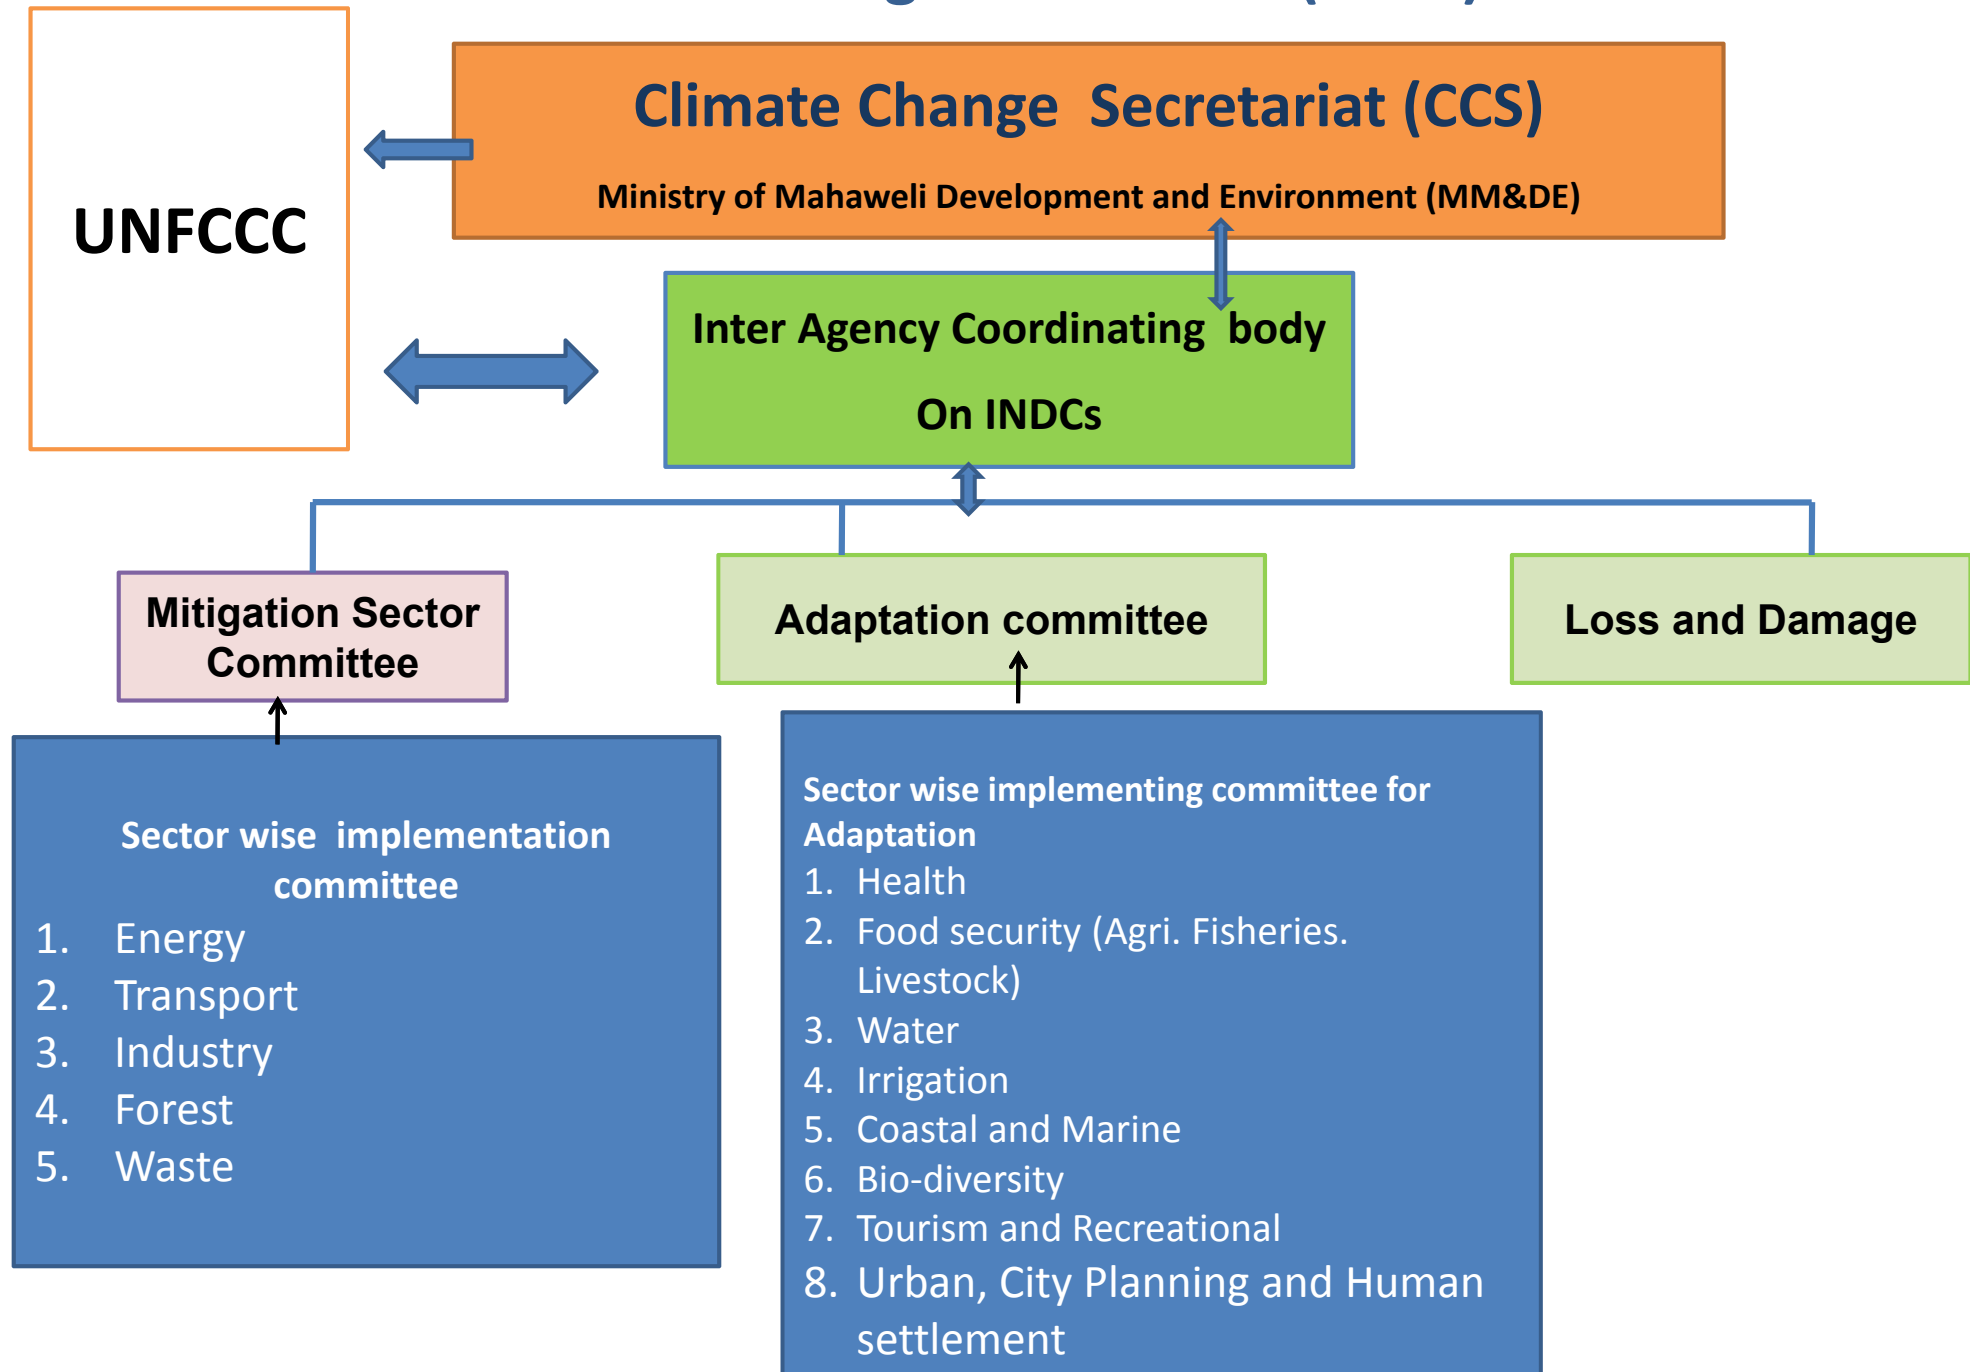 UNFCCC
Climate Change Secretariat (CCS)
Ministry of Mahaweli Development and Environment (MM&DE)
Inter Agency Coordinating body
On INDCs
Mitigation Sector
Committee
Adaptation committee
Loss and Damage
Sector wise implementation
committee
1. Energy
2. Transport
3. Industry
4. Forest
5. Waste
Sector wise implementing committee for
Adaptation
1. Health
2. Food security (Agri. Fisheries.
Livestock)
3. Water
4. Irrigation
5. Coastal and Marine
6. Bio-diversity
7. Tourism and Recreational
8. Urban, City Planning and Human
settlement